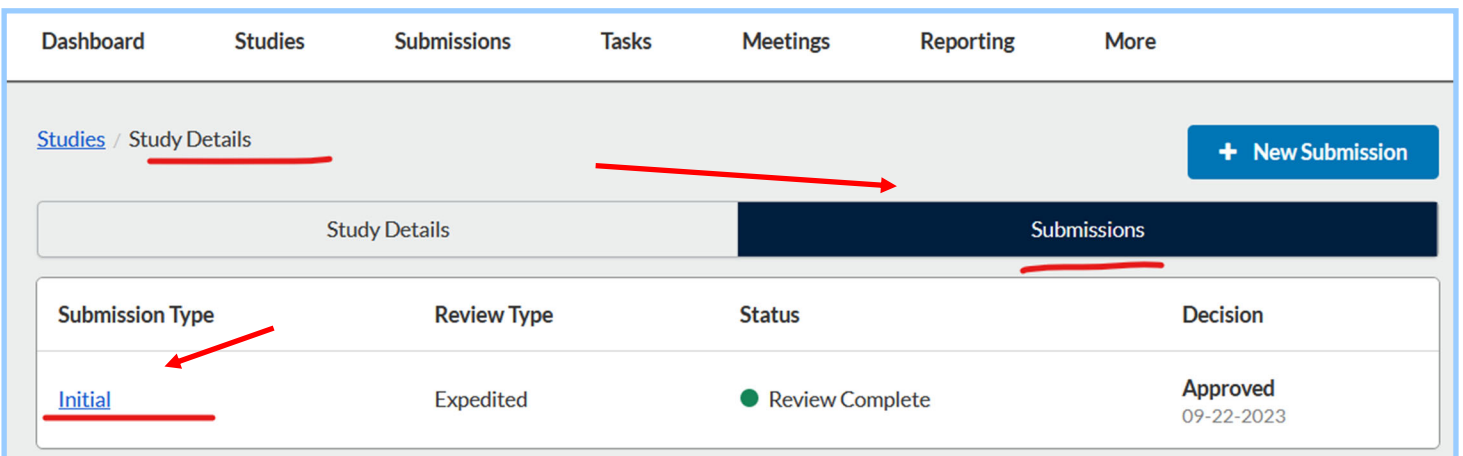 Dashboard Studies Submissions Tasks Meetings Reporting More
Studies / Study Details
+ New Submission
Study Details Submissions
Submission Type Review Type Status Decision
Initial Expedited Review Complete Approved
09-22-2023